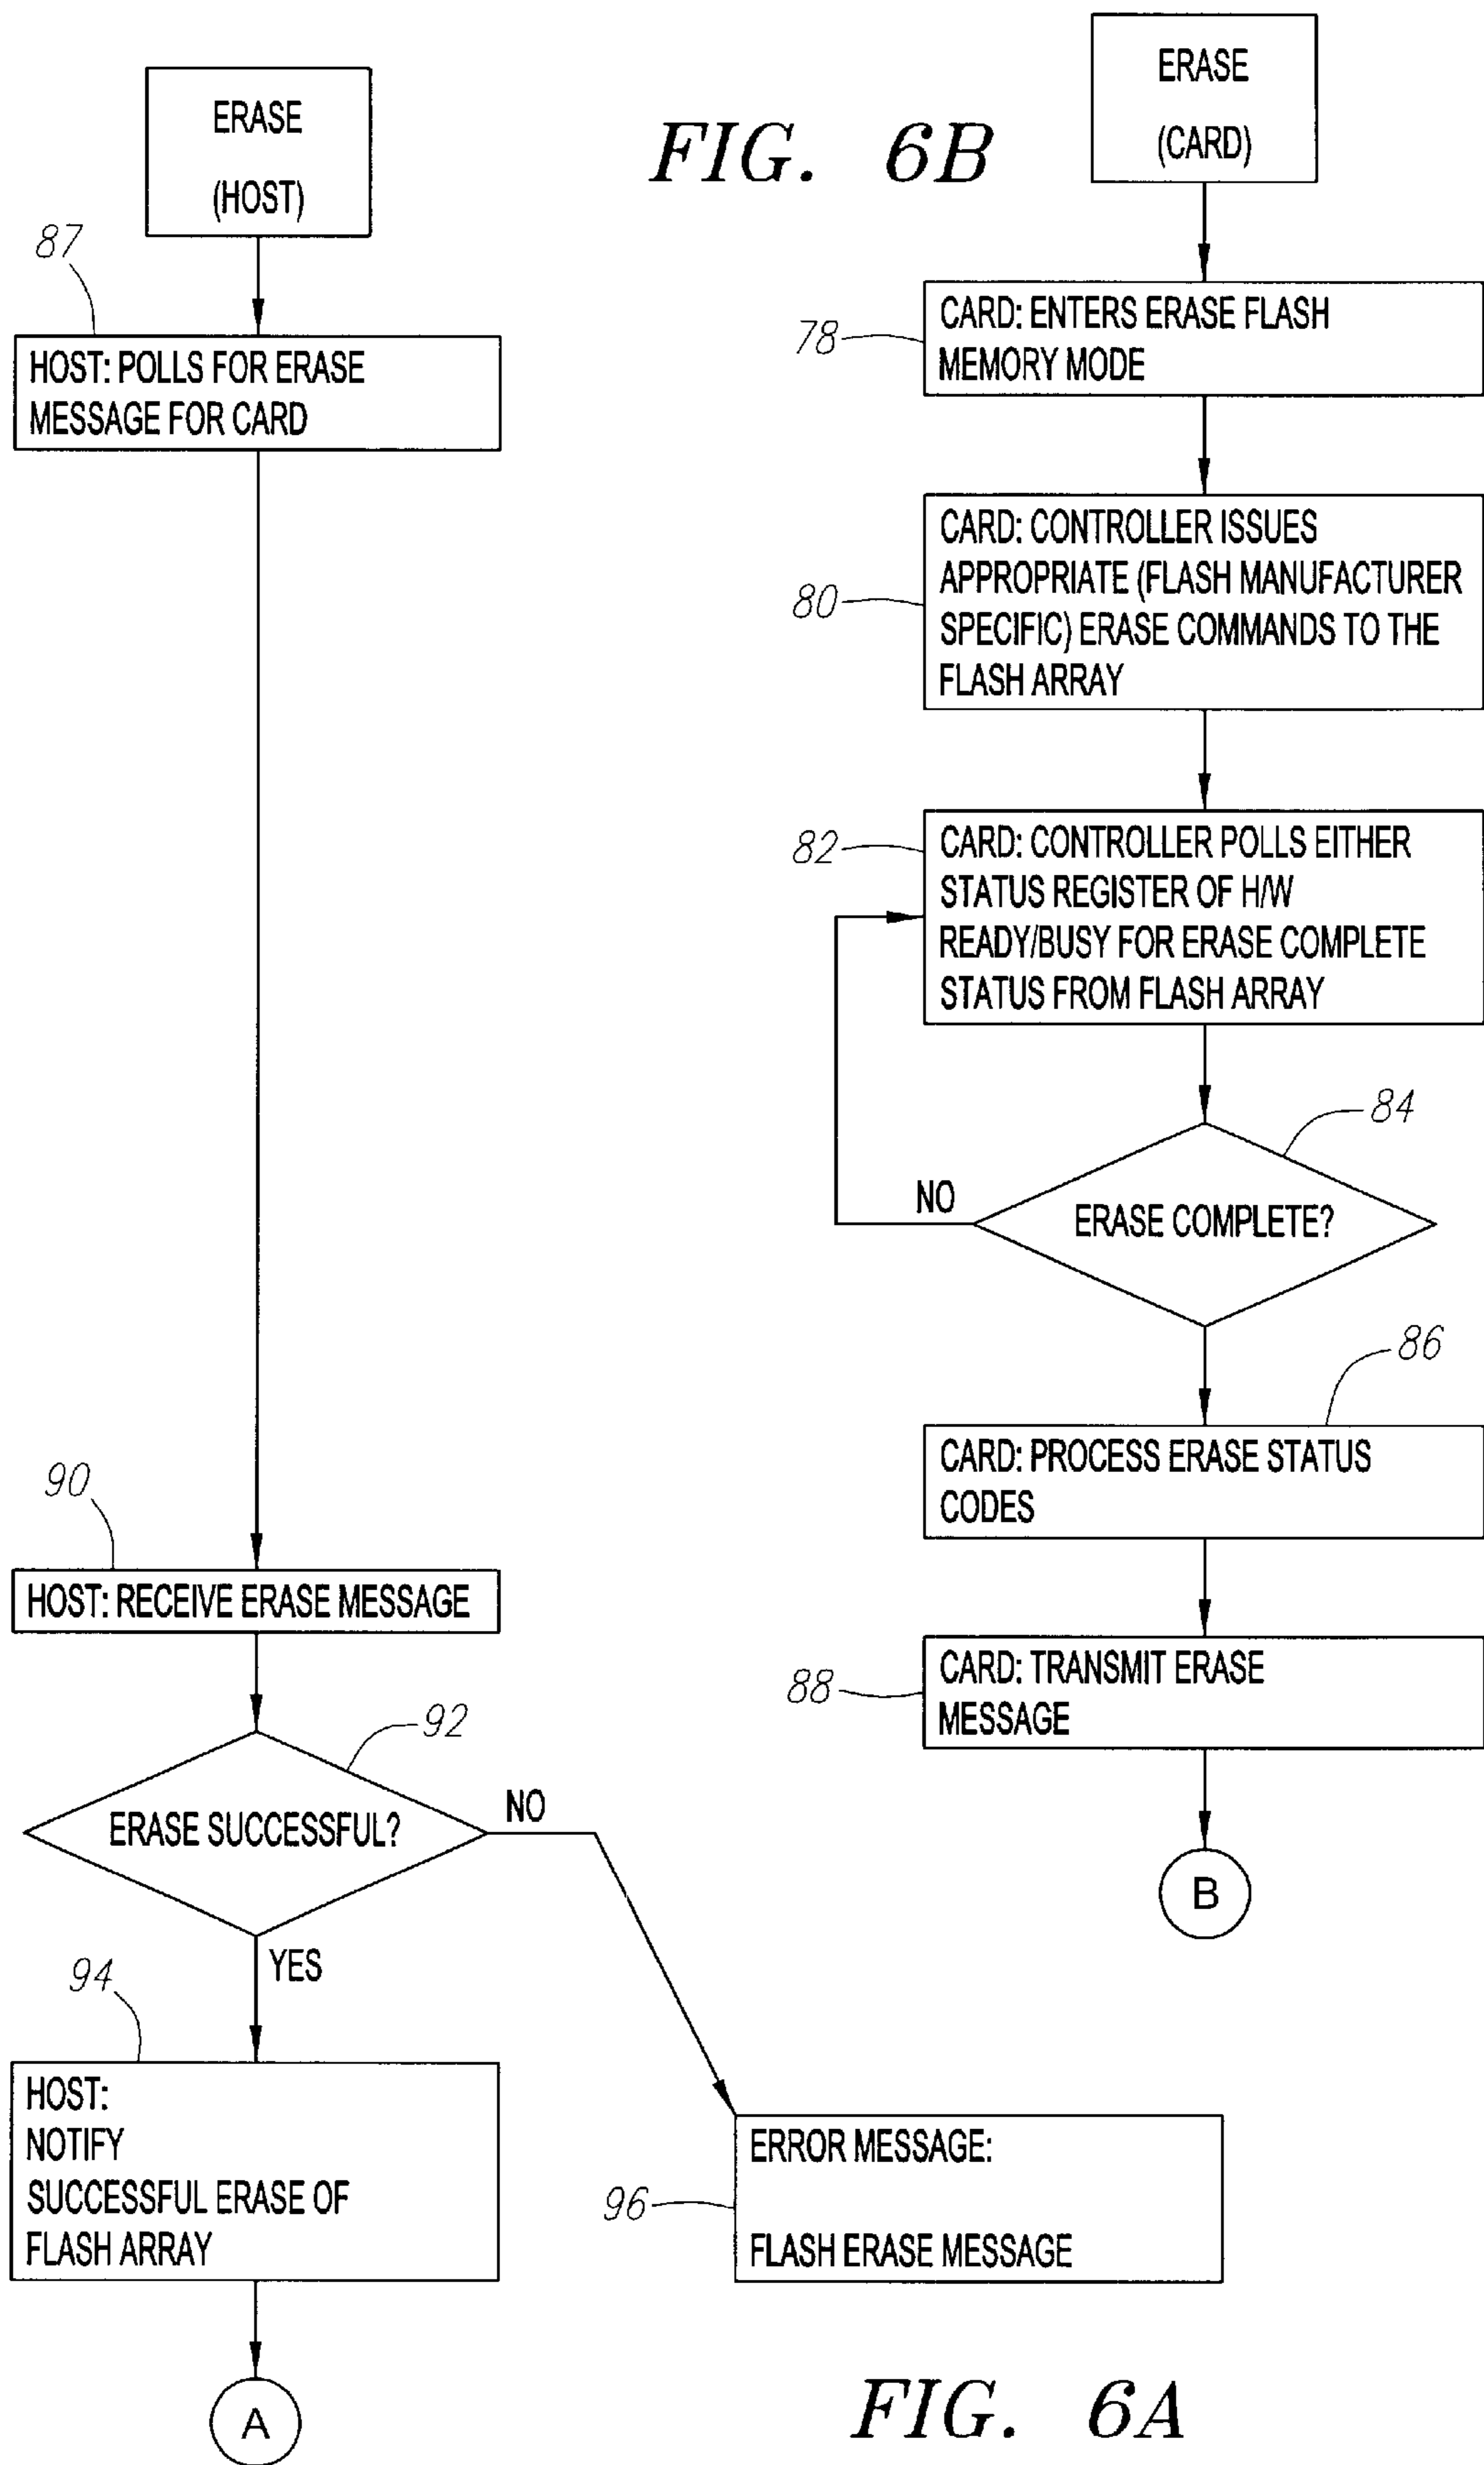 FIG. 6B
ERASE
(HOST)
87
HOST: POLLS FOR ERASE
MESSAGE FOR CARD
90
HOST: RECEIVE ERASE MESSAGE
92
ERASE SUCCESSFUL?
NO
YES
94
HOST:
NOTIFY
SUCCESSFUL ERASE OF
FLASH ARRAY
A
96
ERROR MESSAGE:
FLASH ERASE MESSAGE
ERASE
(CARD)
78
CARD: ENTERS ERASE FLASH
MEMORY MODE
80
CARD: CONTROLLER ISSUES
APPROPRIATE (FLASH MANUFACTURER
SPECIFIC) ERASE COMMANDS TO THE
FLASH ARRAY
82
CARD: CONTROLLER POLLS EITHER
STATUS REGISTER OF H/W
READY/BUSY FOR ERASE COMPLETE
STATUS FROM FLASH ARRAY
84
NO
ERASE COMPLETE?
86
CARD: PROCESS ERASE STATUS
CODES
88
CARD: TRANSMIT ERASE
MESSAGE
B
FIG. 6A